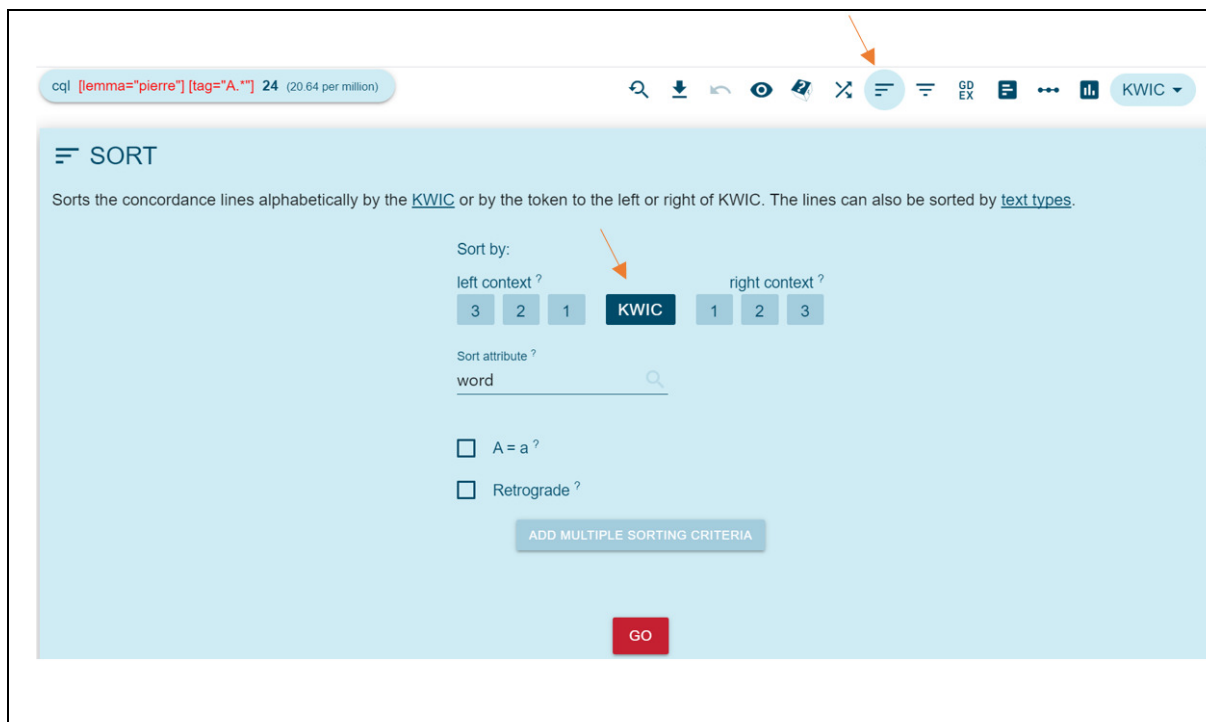 cql [lemma="pierre"] [tag="A.*"] 24 (20.64 per million)
GD
EX
KWIC
SORT
Sorts the concordance lines alphabetically by the KWIC or by the token to the left or right of KWIC. The lines can also be sorted by text types.
Sort by:
left context ? right context ?
3 2 1 KWIC 1 2 3
Sort attribute ?
word
A = a ?
Retrograde ?
ADD MULTIPLE SORTING CRITERIA
GO